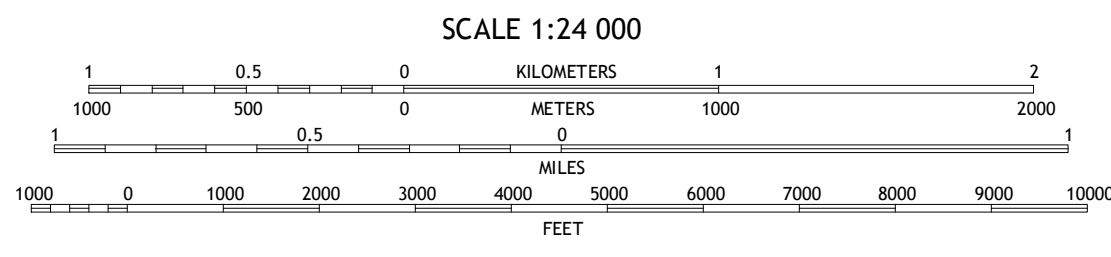 SCALE 1:24 000
1 0.5 0 KILOMETERS 1 2
1000 500 0 METERS 1000 2000
1 0.5 0 1
MILES
1000 0 1000 2000 3000 4000 5000 6000 7000 8000 9000 10000
FEET